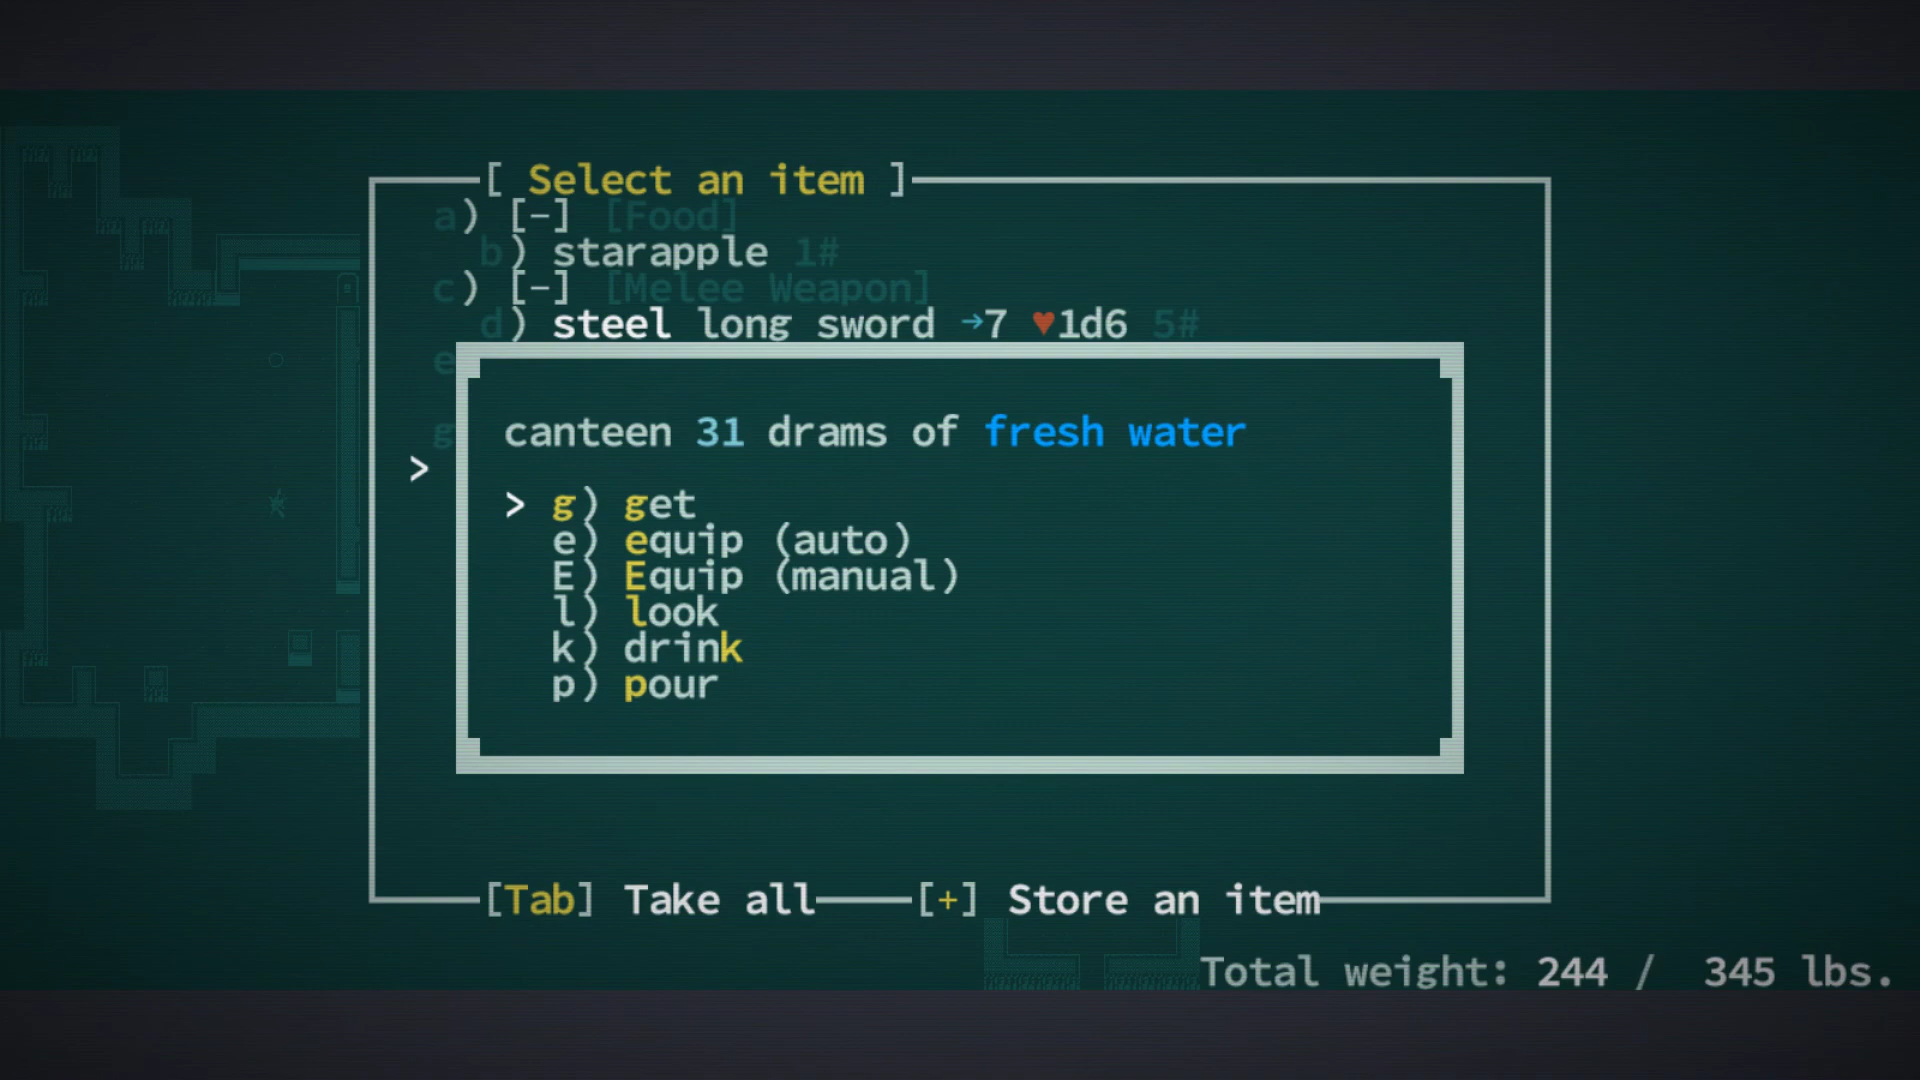 [ Select an item ]
a) [-] [Food]
b) starapple 1#
c) [-] [Melee Weapon]
d) steel long sword →7 ♥1d6 5#
e
g
>
canteen 31 drams of fresh water
> g) get
e) equip (auto)
E) Equip (manual)
l) look
k) drink
p) pour
[Tab] Take all [+] Store an item
Total weight: 244 / 345 lbs.